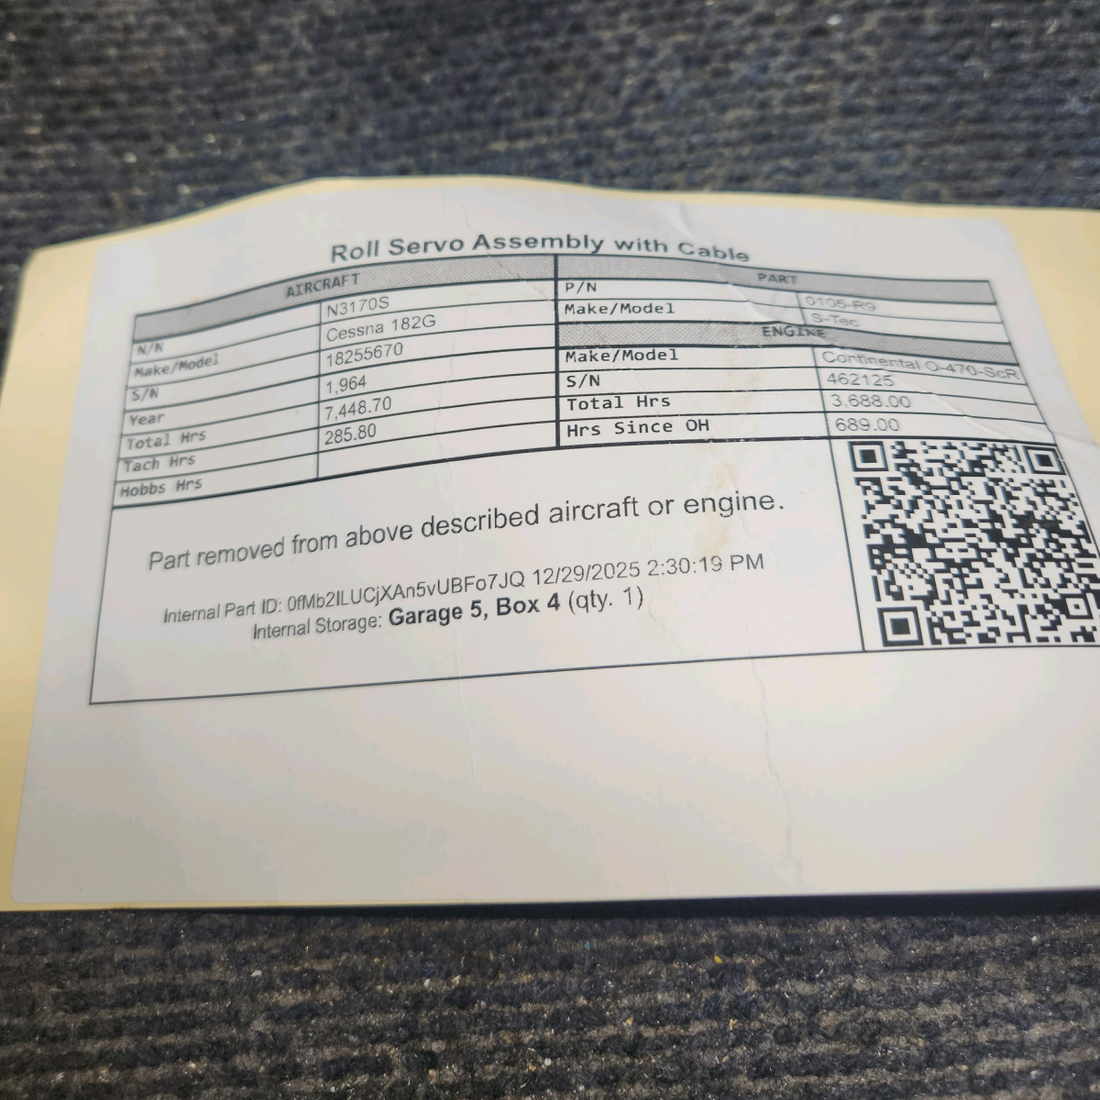 Roll Servo Assembly with Cable
AIRCRAFT
N/N N3170S
Make/Model Cessna 182G
S/N 18255670
Year 1,964
Total Hrs 7,448.70
Tach Hrs 285.80
Hobbs Hrs
PART
P/N 0105-R9
Make/Model S-Tec
ENGINE
Make/Model Continental O-470-ScR
S/N 462125
Total Hrs 3,688.00
Hrs Since OH 689.00
Part removed from above described aircraft or engine.
Internal Part ID: 0fMb2ILUCjXAn5vUBFo7JQ 12/29/2025 2:30:19 PM
Internal Storage: Garage 5, Box 4 (qty. 1)